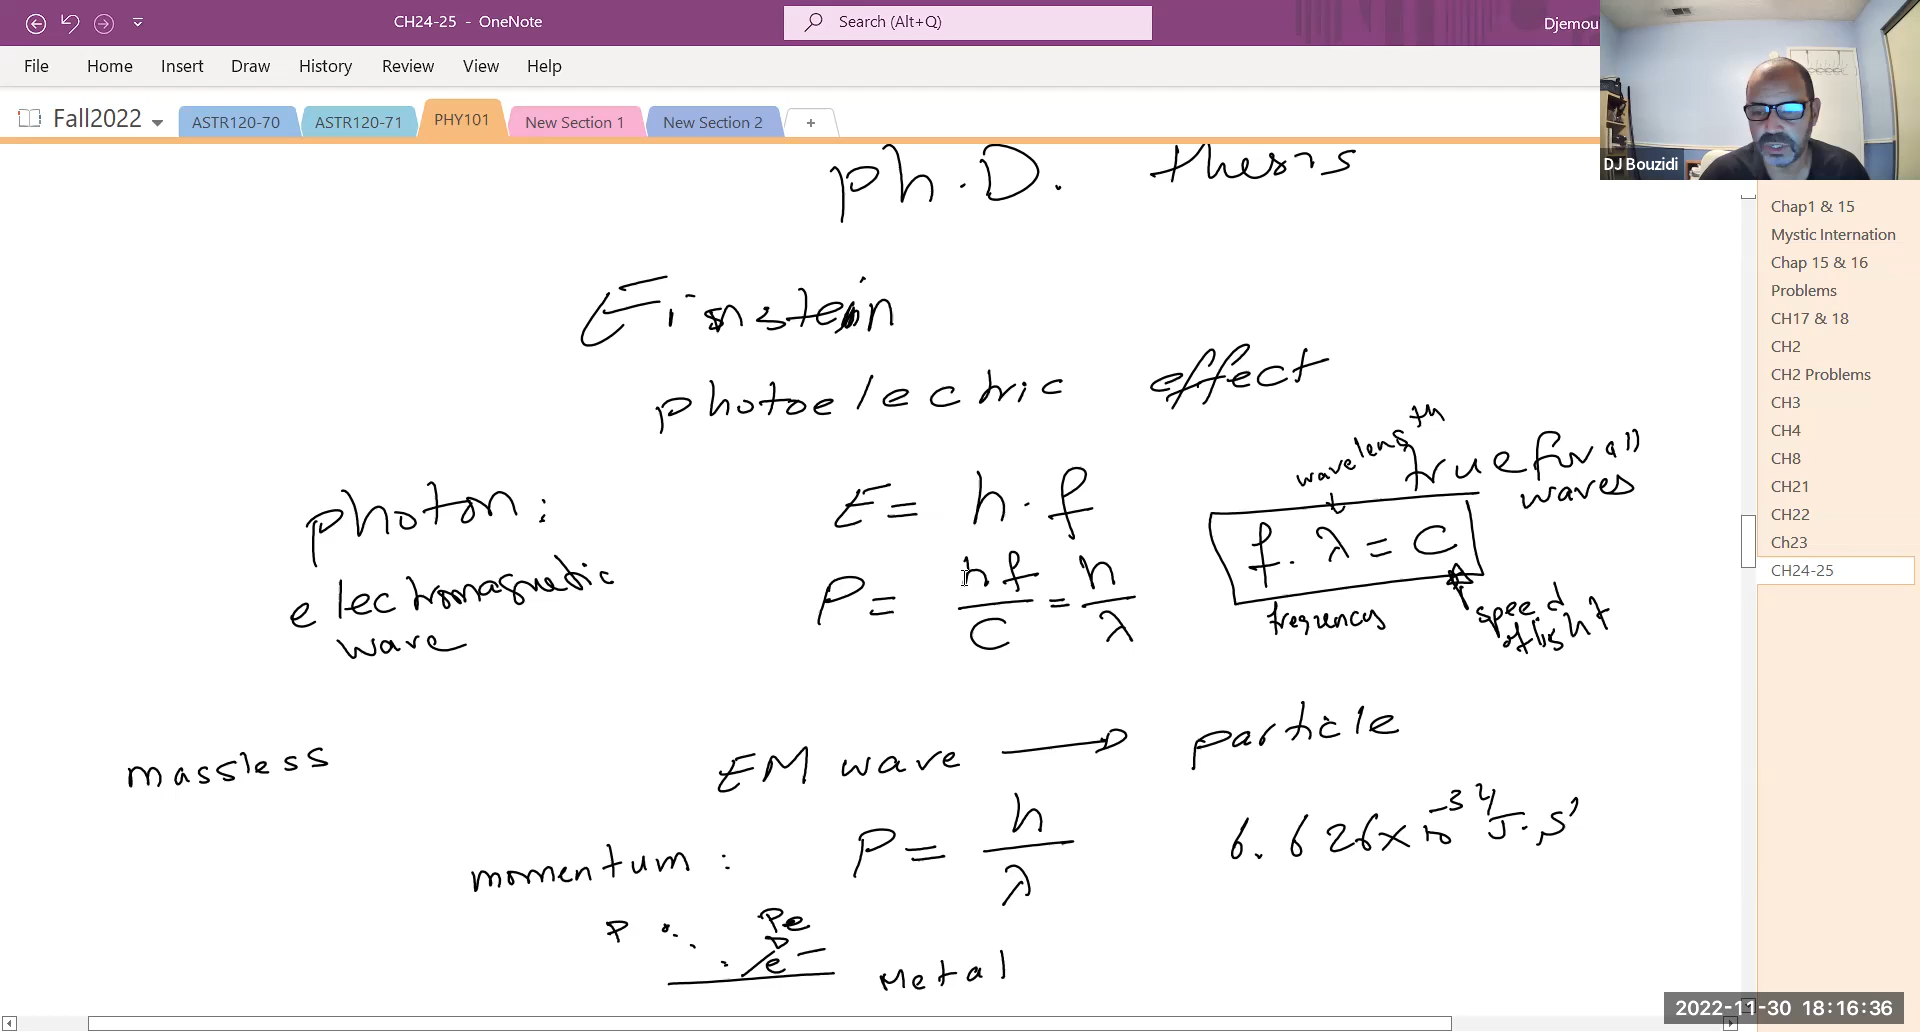 CH24-25 - OneNote
Search (Alt+Q)
Djemou
File Home Insert Draw History Review View Help
Fall2022 ASTR120-70 ASTR120-71 PHY101 New Section 1 New Section 2 +
DJ Bouzidi
Ph.D. thesis
Einstein
photoelectric effect
wavelength
true for all
waves
photon: E = h . f
f . λ = C
electromagnetic
wave
P = hf/C = h/λ
frequency
speed
of light
massless
EM wave → particle
momentum: P = h/λ
6.626×10^-34 J.S
P Pe
e−
Metal
Chap1 & 15
Mystic Internation
Chap 15 & 16
Problems
CH17 & 18
CH2
CH2 Problems
CH3
CH4
CH8
CH21
CH22
Ch23
CH24-25
2022-11-30 18:16:36